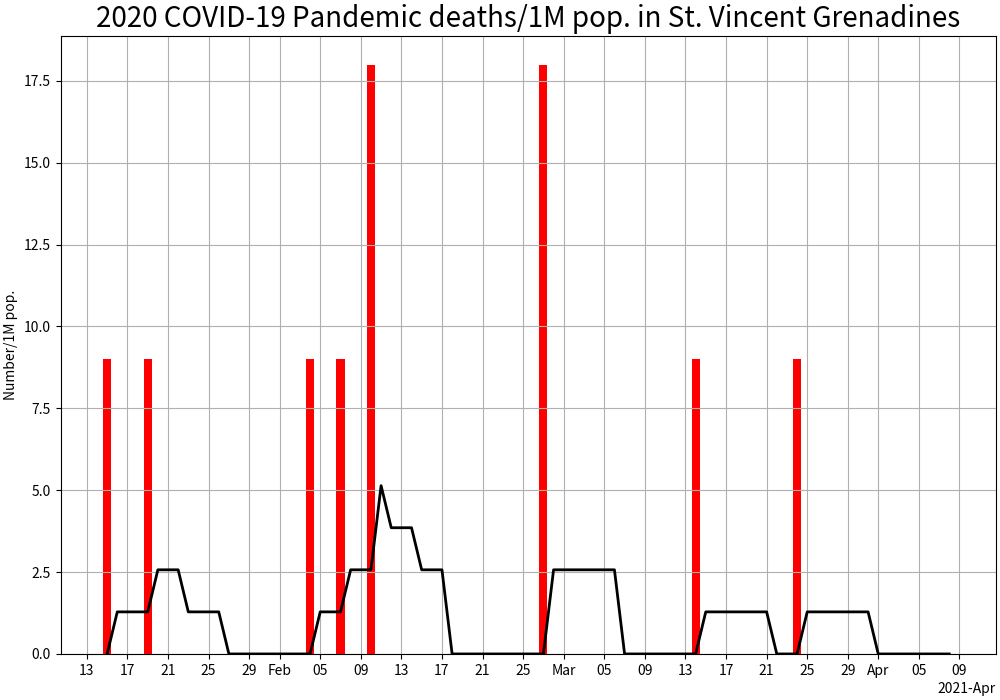 2020 COVID-19 Pandemic deaths/1M pop. in St. Vincent Grenadines
Number/1M pop.
17.5
15.0
12.5
10.0
7.5
5.0
2.5
0.0
13 17 21 25 29 Feb 05 09 13 17 21 25 Mar 05 09 13 17 21 25 29 Apr 05 09
2021-Apr